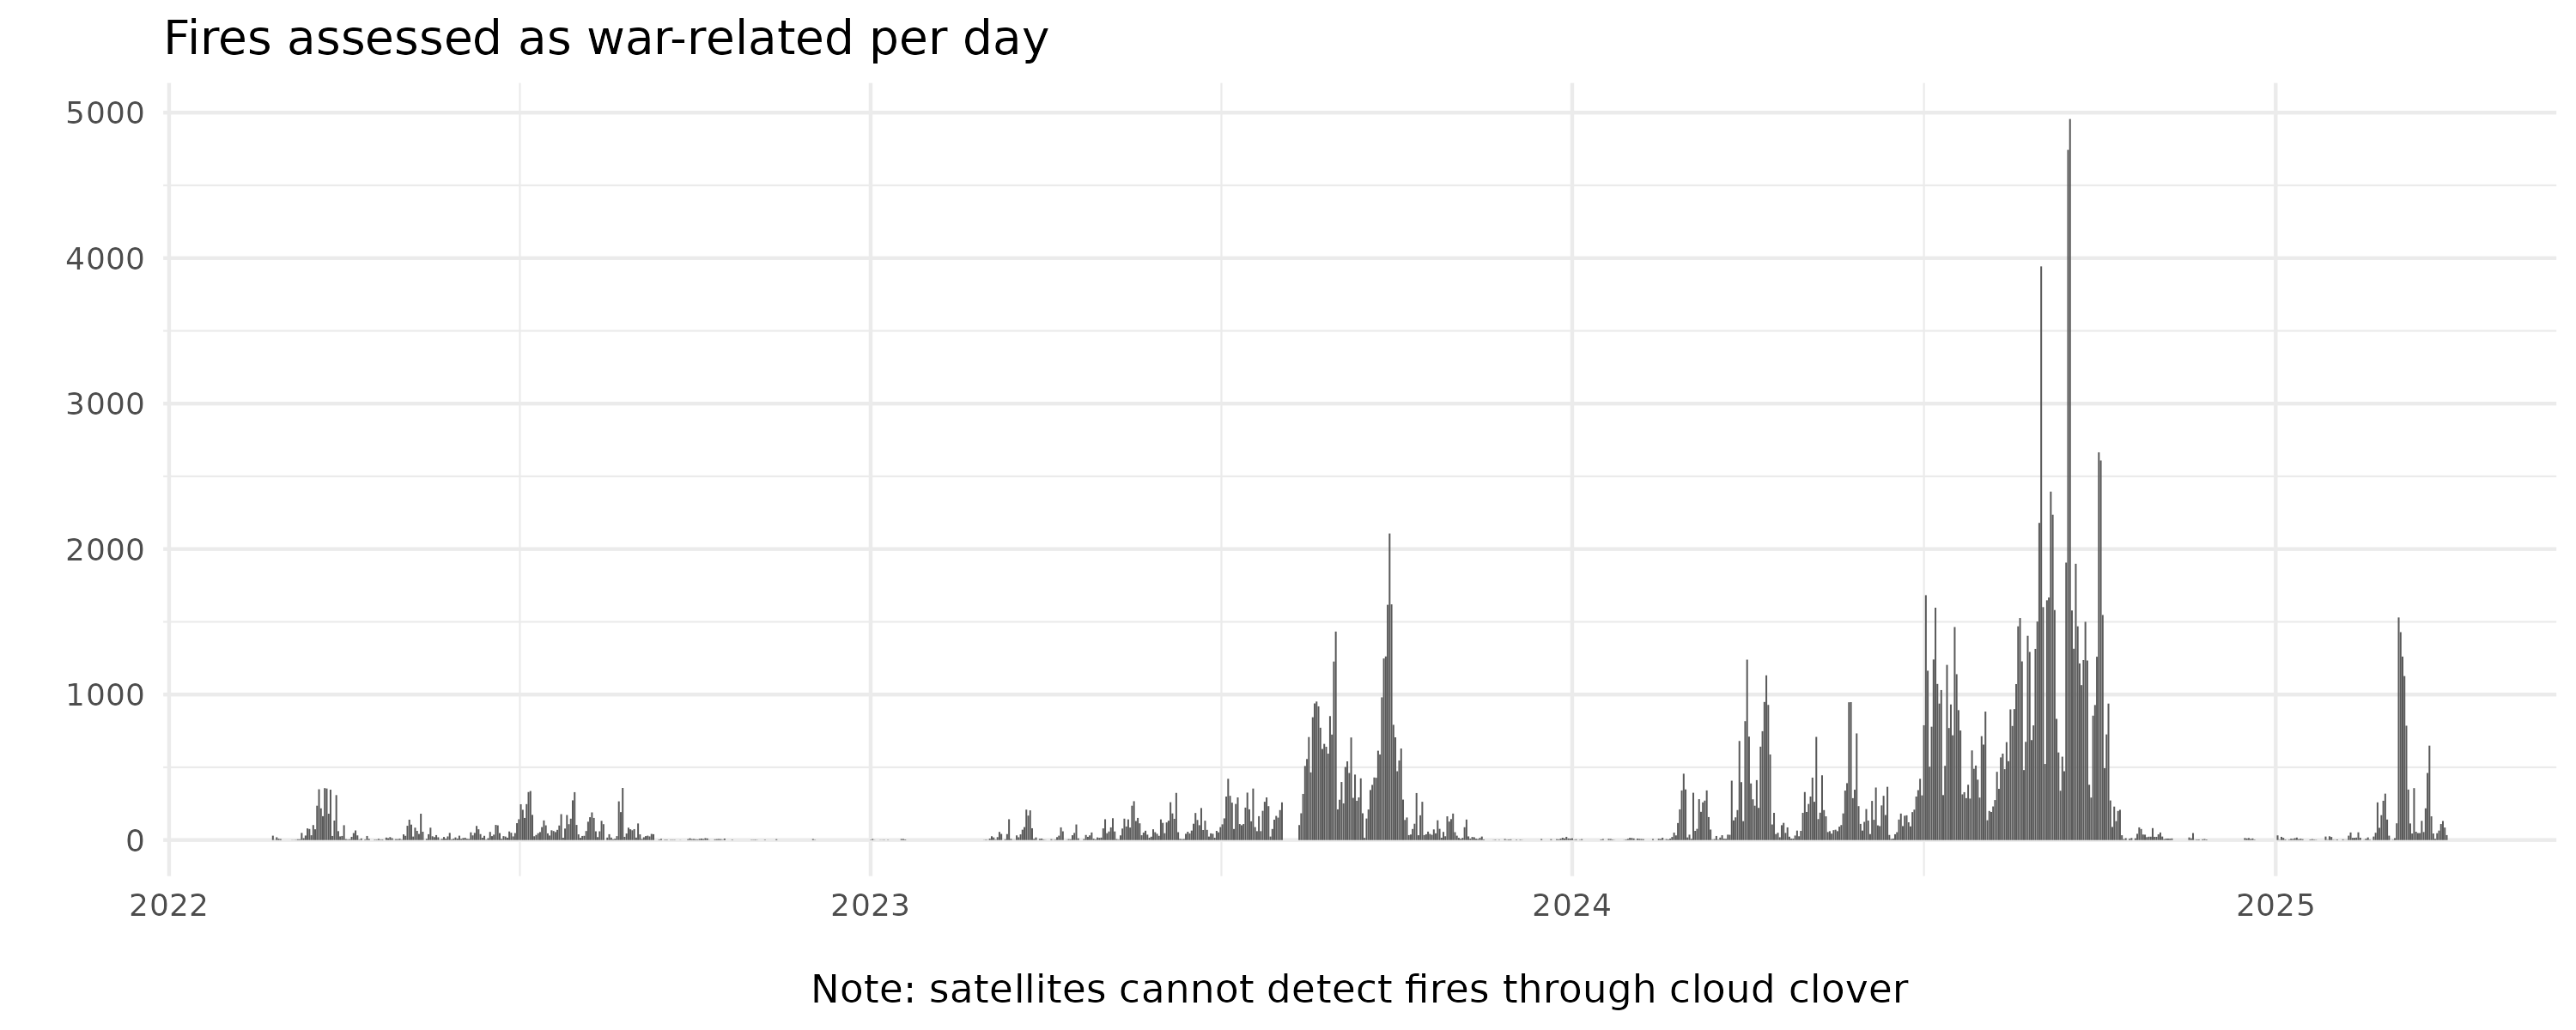 Fires assessed as war-related per day
5000
4000
3000
2000
1000
0
2022 2023 2024 2025
Note: satellites cannot detect fires through cloud clover